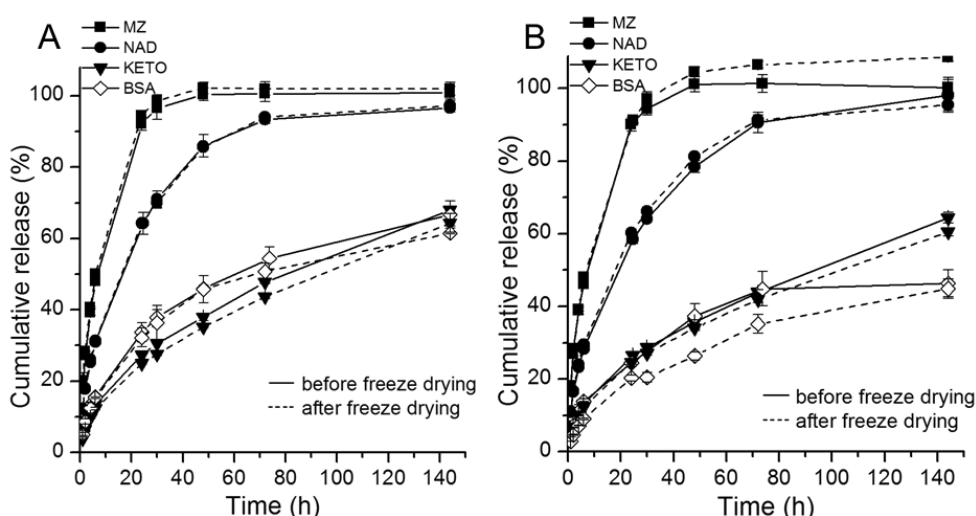 A
MZ
NAD
KETO
BSA
100
80
60
40
20
0
Cumulative release (%)
before freeze drying
after freeze drying
0 20 40 60 80 100 120 140
Time (h)
B
MZ
NAD
KETO
BSA
100
80
60
40
20
0
Cumulative release (%)
before freeze drying
after freeze drying
0 20 40 60 80 100 120 140
Time (h)